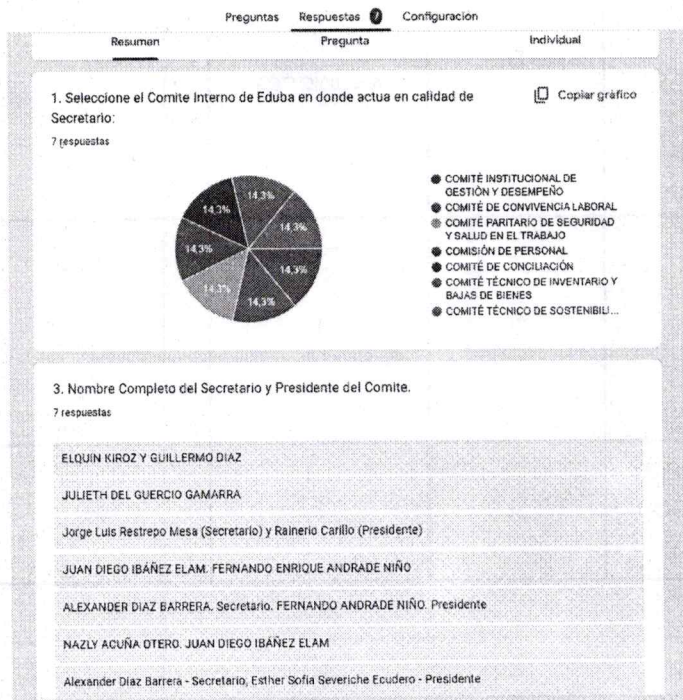 Preguntas Respuestas 7 Configuración
Resumen Pregunta Individual
1. Seleccione el Comite Interno de Eduba en donde actua en calidad de
Secretario:
Copiar gráfico
7 respuestas
14,3%
14,3%
14,3%
14,3%
14,3%
14,3%
14,3%
COMITÉ INSTITUCIONAL DE
GESTIÓN Y DESEMPEÑO
COMITÉ DE CONVIVENCIA LABORAL
COMITÉ PARITARIO DE SEGURIDAD
Y SALUD EN EL TRABAJO
COMISIÓN DE PERSONAL
COMITÉ DE CONCILIACIÓN
COMITÉ TÉCNICO DE INVENTARIO Y
BAJAS DE BIENES
COMITÉ TÉCNICO DE SOSTENIBILI...
3. Nombre Completo del Secretario y Presidente del Comite.
7 respuestas
ELQUIN KIROZ Y GUILLERMO DIAZ
JULIETH DEL GUERCIO GAMARRA
Jorge Luis Restrepo Mesa (Secretario) y Rainerio Carillo (Presidente)
JUAN DIEGO IBÁÑEZ ELAM. FERNANDO ENRIQUE ANDRADE NIÑO
ALEXANDER DIAZ BARRERA. Secretario. FERNANDO ANDRADE NIÑO. Presidente
NAZLY ACUÑA OTERO. JUAN DIEGO IBÁÑEZ ELAM
Alexander Diaz Barrera - Secretario, Esther Sofia Severiche Ecudero - Presidente